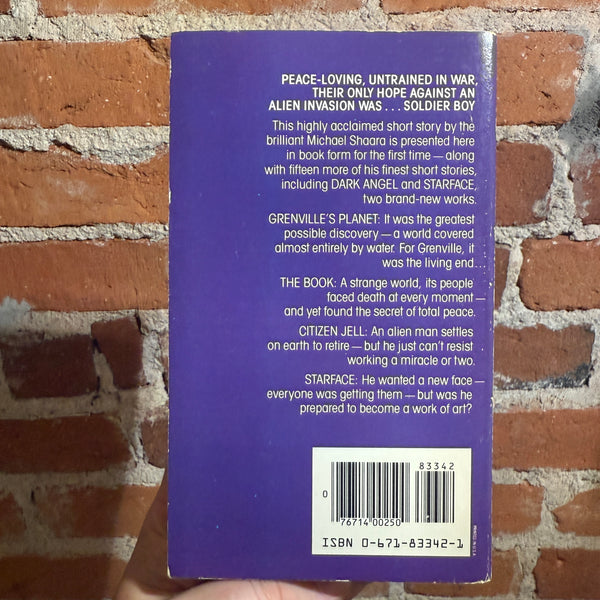 PEACE-LOVING, UNTRAINED IN WAR,
THEIR ONLY HOPE AGAINST AN
ALIEN INVASION WAS... SOLDIER BOY
This highly acclaimed short story by the
brilliant Michael Shaara is presented here
in book form for the first time—along
with fifteen more of his finest short stories,
including DARK ANGEL and STARFACE,
two brand-new works.
GRENVILLE'S PLANET: It was the greatest
possible discovery—a world covered
almost entirely by water. For Grenville, it
was the living end...
THE BOOK: A strange world, its people
faced death at every moment—
and yet found the secret of total peace.
CITIZEN JELL: An alien man settles
on earth to retire—but he just can't resist
working a miracle or two.
STARFACE: He wanted a new face—
everyone was getting them—but was he
prepared to become a work of art?
83342
0
76714 00250
ISBN 0-671-83342-1
PRINTED IN U.S.A.